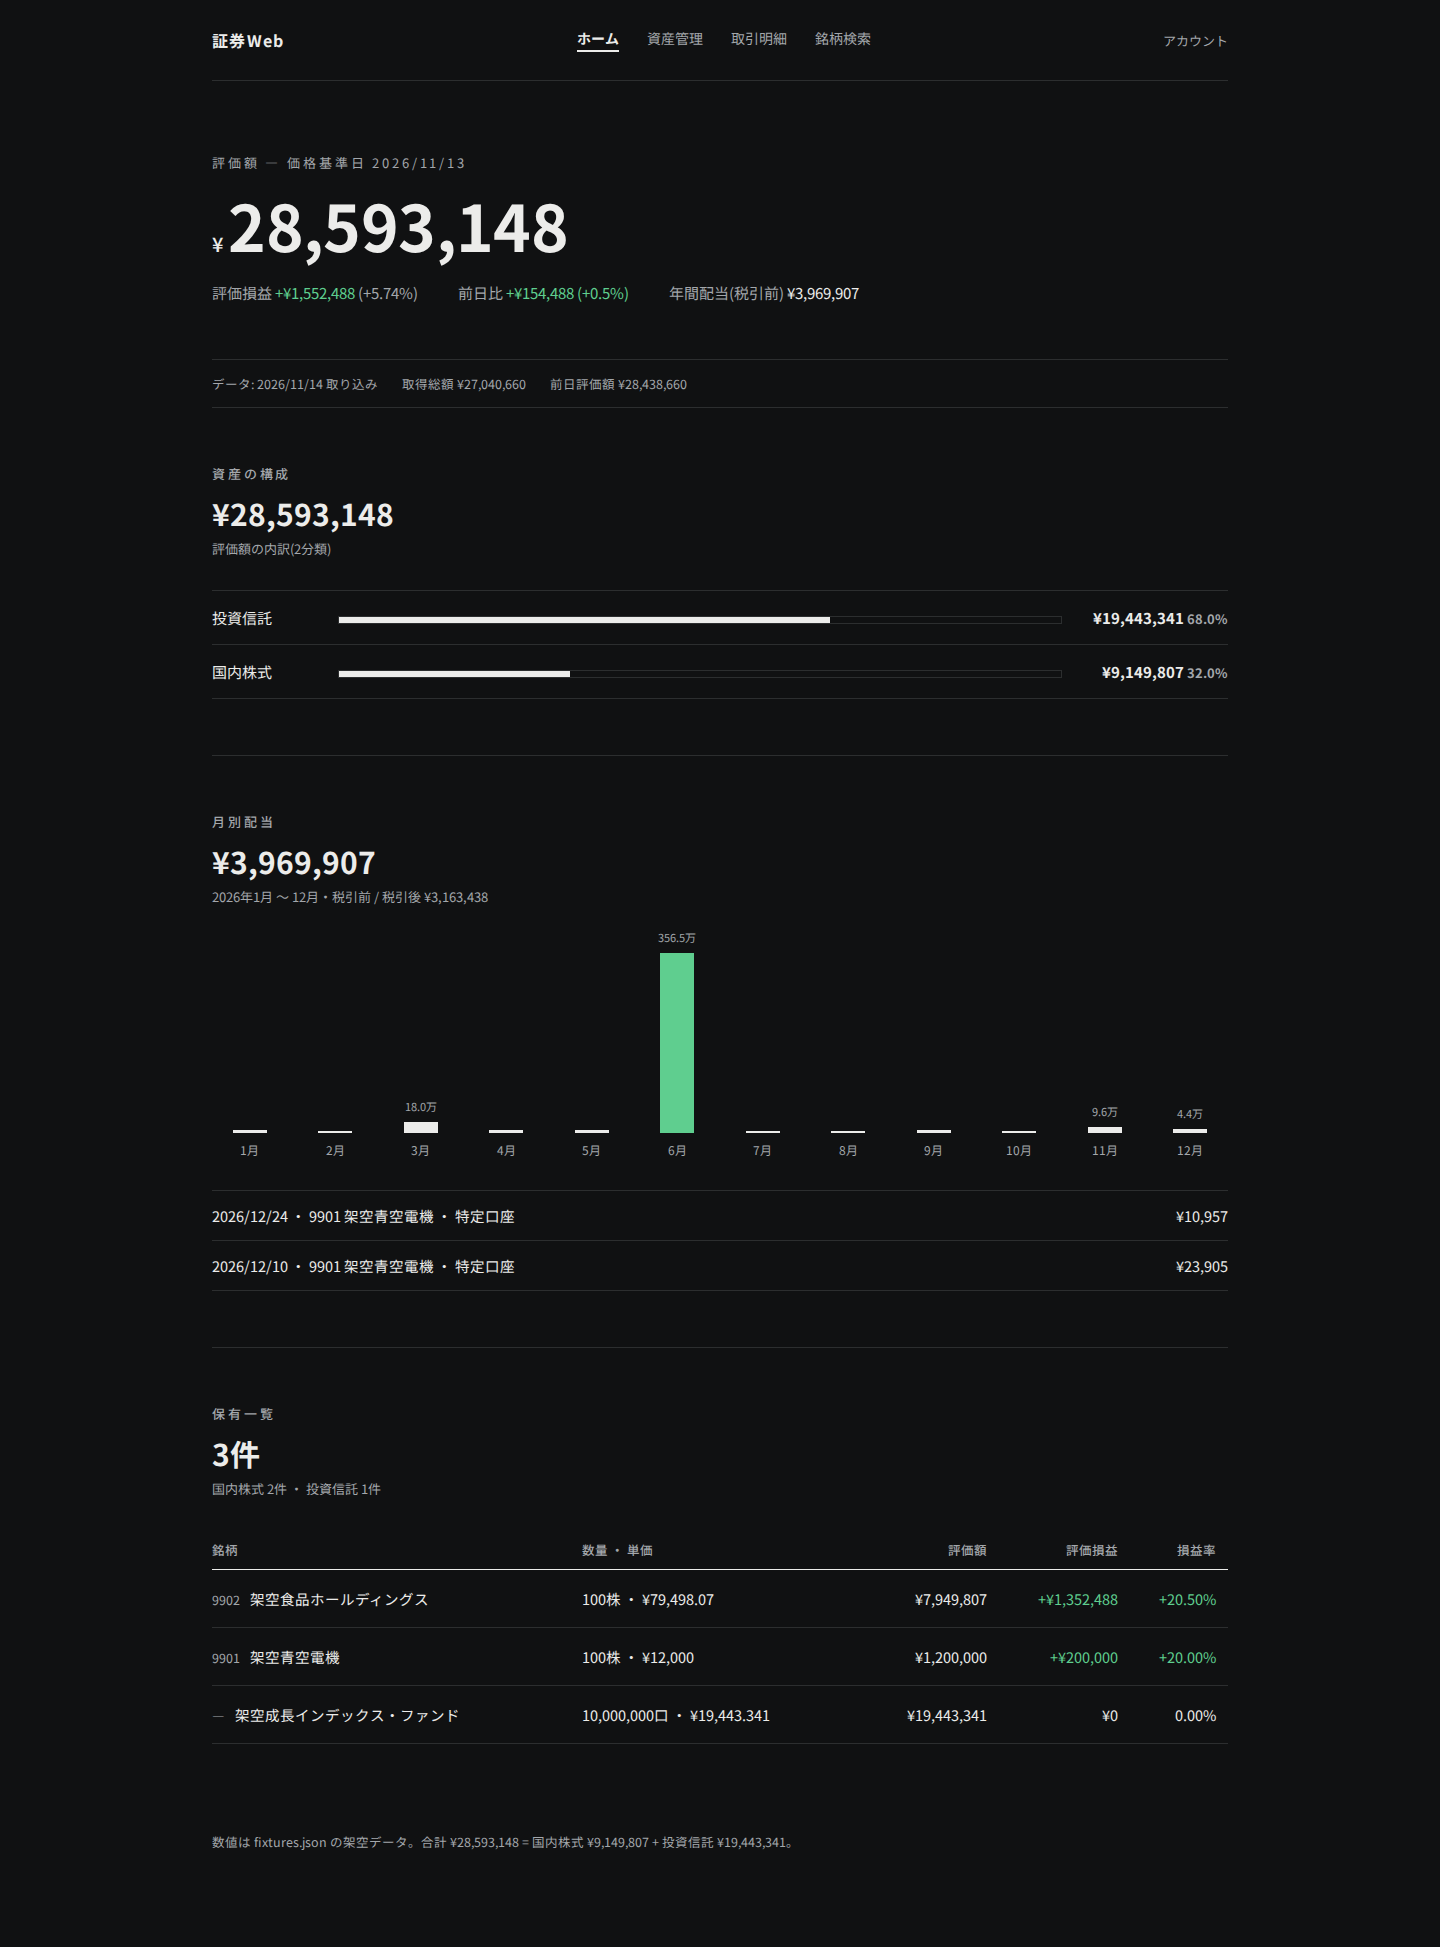 証券Web
ホーム 資産管理 取引明細 銘柄検索
アカウント
評価額 — 価格基準日 2026/11/13
¥28,593,148
評価損益 +¥1,552,488 (+5.74%) 前日比 +¥154,488 (+0.5%) 年間配当(税引前) ¥3,969,907
データ: 2026/11/14 取り込み 取得総額 ¥27,040,660 前日評価額 ¥28,438,660
資産の構成
¥28,593,148
評価額の内訳(2分類)
投資信託 ¥19,443,341 68.0%
国内株式 ¥9,149,807 32.0%
月別配当
¥3,969,907
2026年1月 〜 12月・税引前 / 税引後 ¥3,163,438
356.5万
18.0万 9.6万 4.4万
1月 2月 3月 4月 5月 6月 7月 8月 9月 10月 11月 12月
2026/12/24 ・ 9901 架空青空電機 ・ 特定口座 ¥10,957
2026/12/10 ・ 9901 架空青空電機 ・ 特定口座 ¥23,905
保有一覧
3件
国内株式 2件 ・ 投資信託 1件
銘柄 数量 ・ 単価 評価額 評価損益 損益率
9902 架空食品ホールディングス 100株 ・ ¥79,498.07 ¥7,949,807 +¥1,352,488 +20.50%
9901 架空青空電機 100株 ・ ¥12,000 ¥1,200,000 +¥200,000 +20.00%
— 架空成長インデックス・ファンド 10,000,000口 ・ ¥19,443.341 ¥19,443,341 ¥0 0.00%
数値は fixtures.json の架空データ。合計 ¥28,593,148 = 国内株式 ¥9,149,807 + 投資信託 ¥19,443,341。